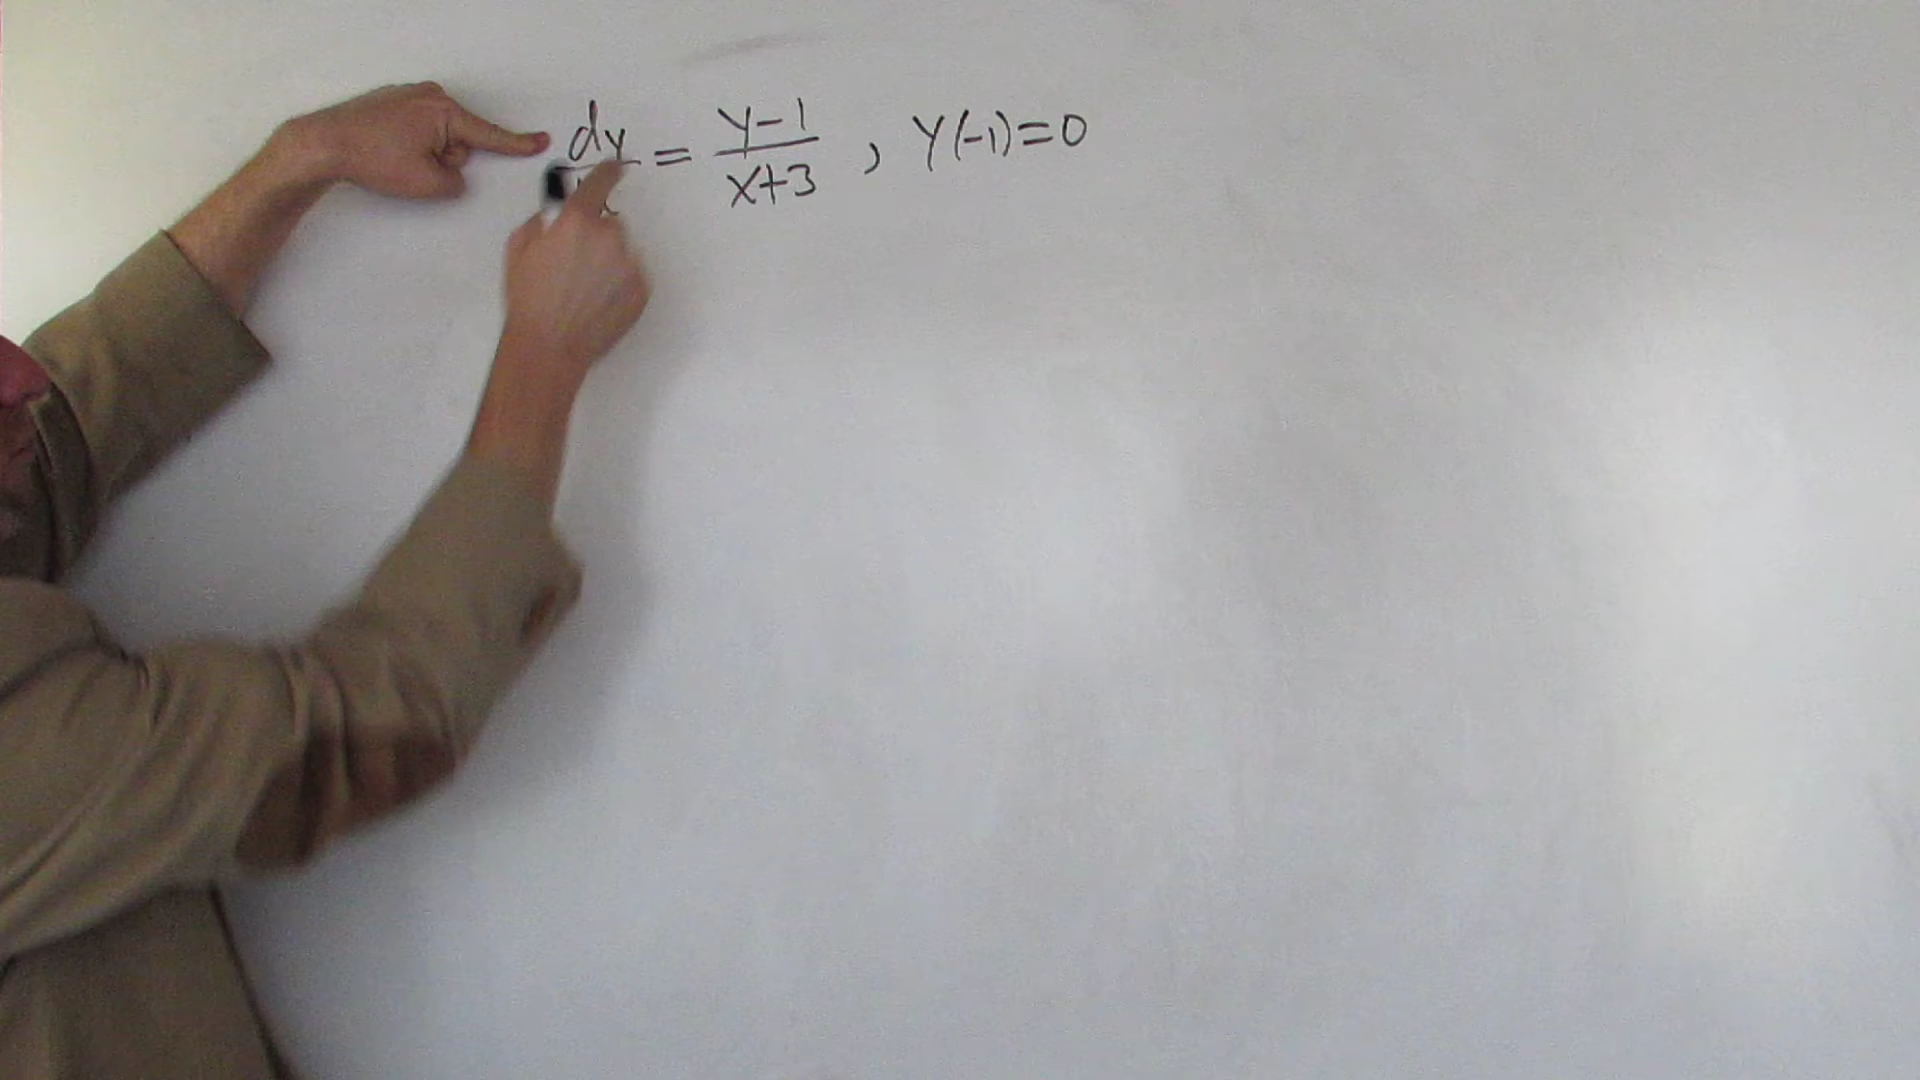 dy/dx = y-1/x+3 , y(-1)=0